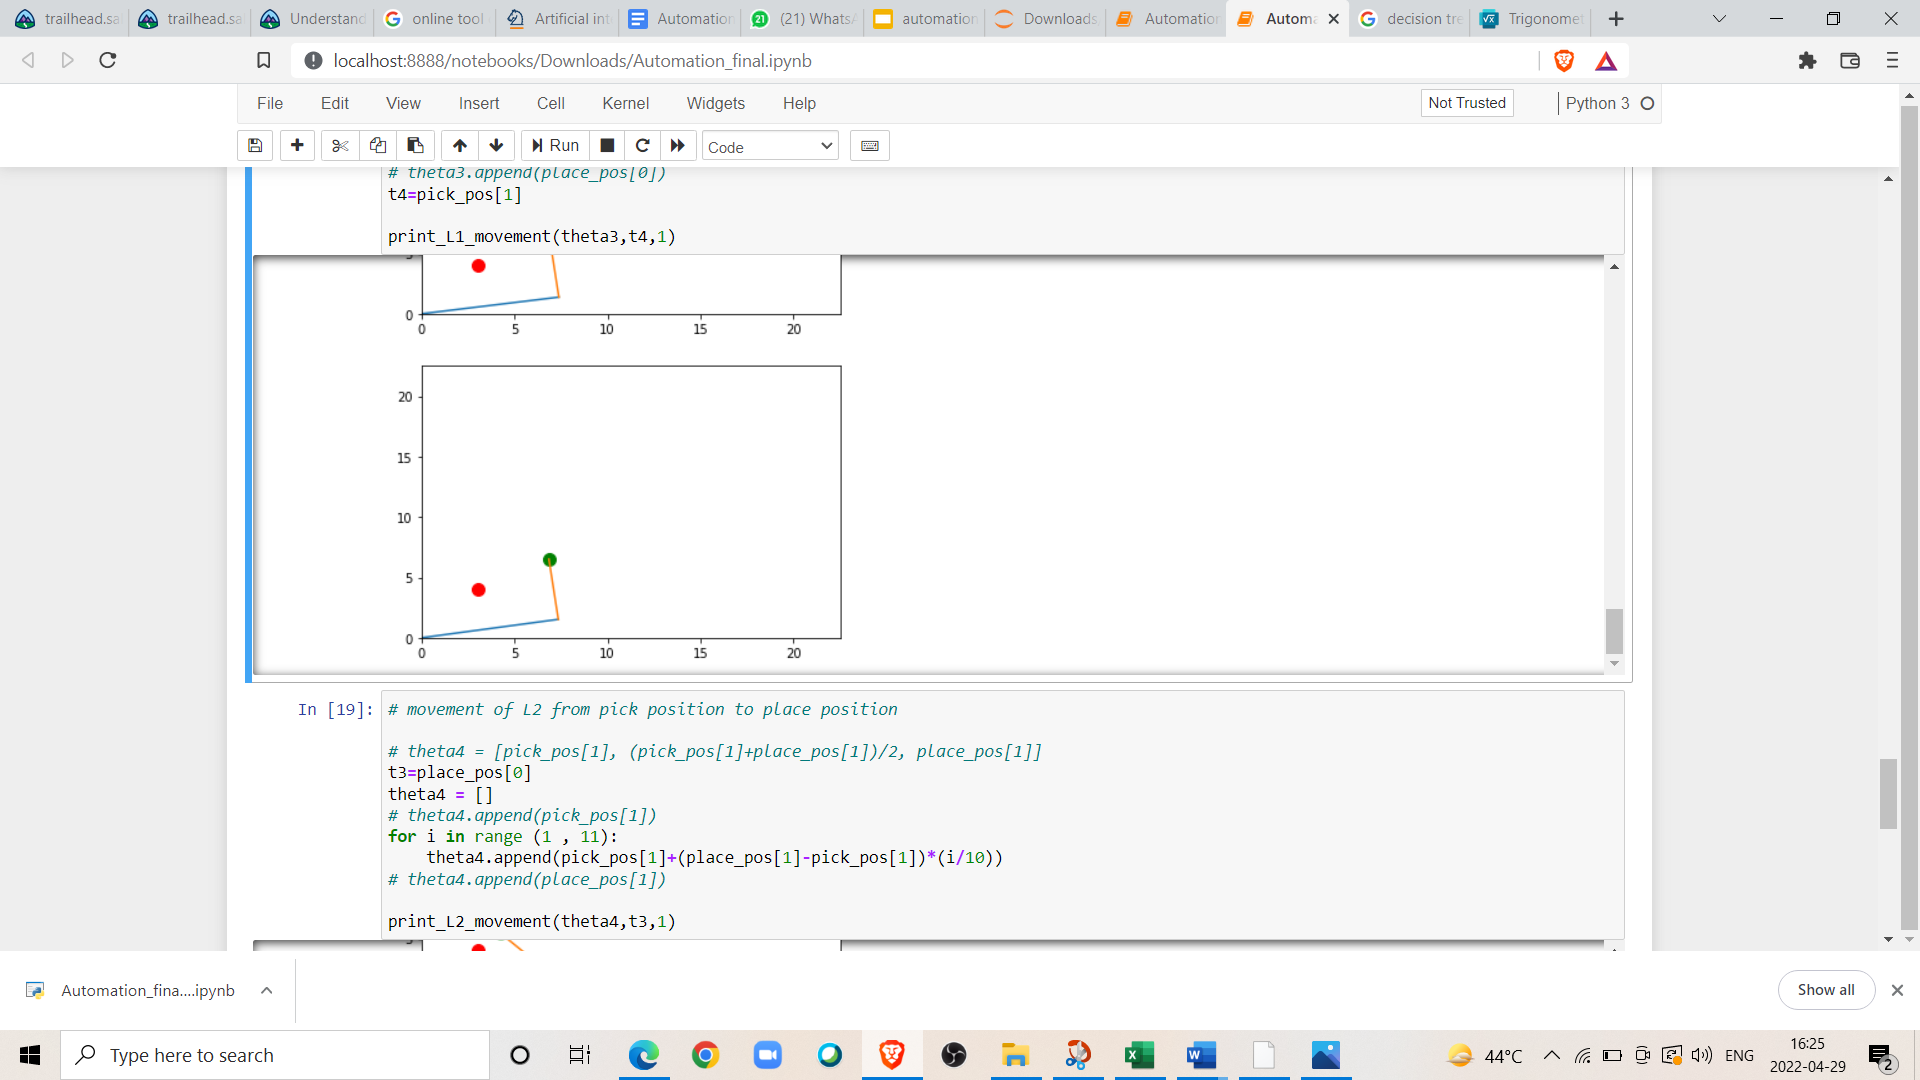 trailhead.sa
trailhead.sa
Understand
online tool
Artificial int
Automation
(21) WhatsA
automation
Downloads
Automation
Automa
decision tre
Trigonomet
localhost:8888/notebooks/Downloads/Automation_final.ipynb
File Edit View Insert Cell Kernel Widgets Help
Not Trusted
Python 3
Run
Code
# theta3.append(place_pos[0])
t4=pick_pos[1]
print_L1_movement(theta3,t4,1)
0
0 5 10 15 20
20
15
10
5
0
0 5 10 15 20
In [19]:
# movement of L2 from pick position to place position
# theta4 = [pick_pos[1], (pick_pos[1]+place_pos[1])/2, place_pos[1]]
t3=place_pos[0]
theta4 = []
# theta4.append(pick_pos[1])
for i in range (1 , 11):
theta4.append(pick_pos[1]+(place_pos[1]-pick_pos[1])*(i/10))
# theta4.append(place_pos[1])
print_L2_movement(theta4,t3,1)
Automation_fina....ipynb
Show all
Type here to search
44°C
ENG
16:25
2022-04-29
2